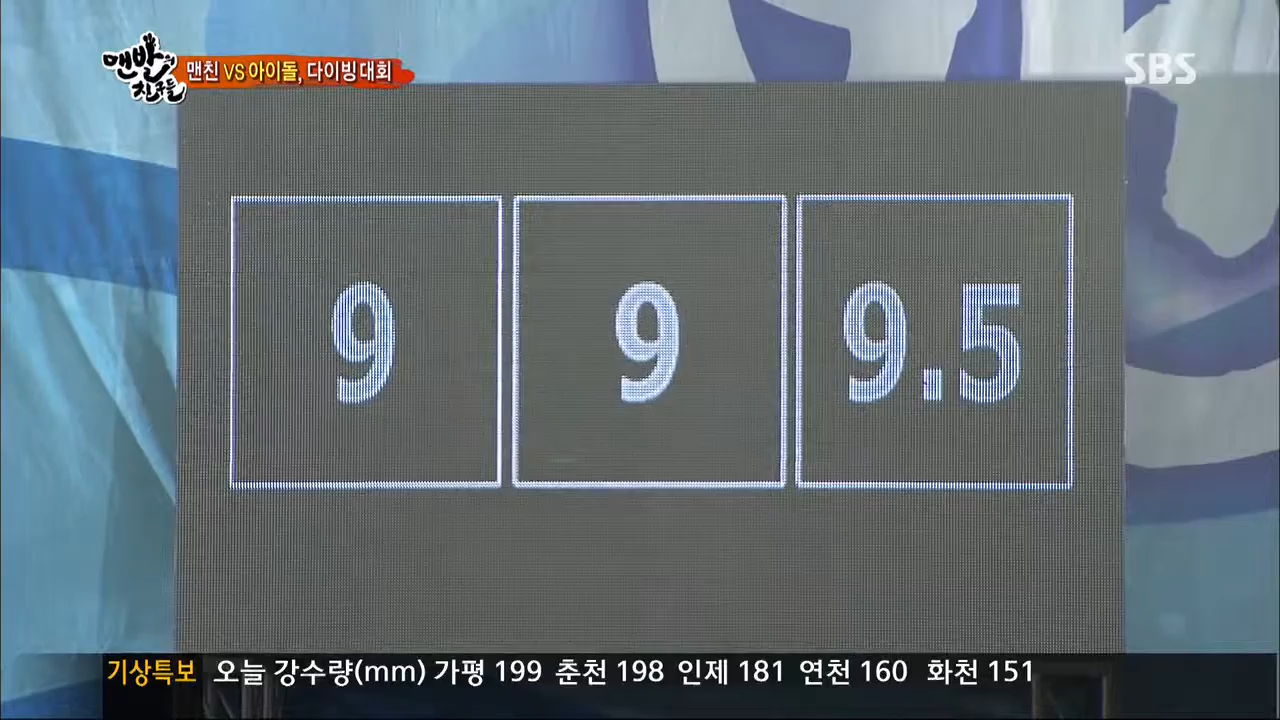 맨발의
친구들
맨친 VS 아이돌, 다이빙 대회
SBS
9 9 9.5
기상특보 오늘 강수량(mm) 가평 199 춘천 198 인제 181 연천 160 화천 151